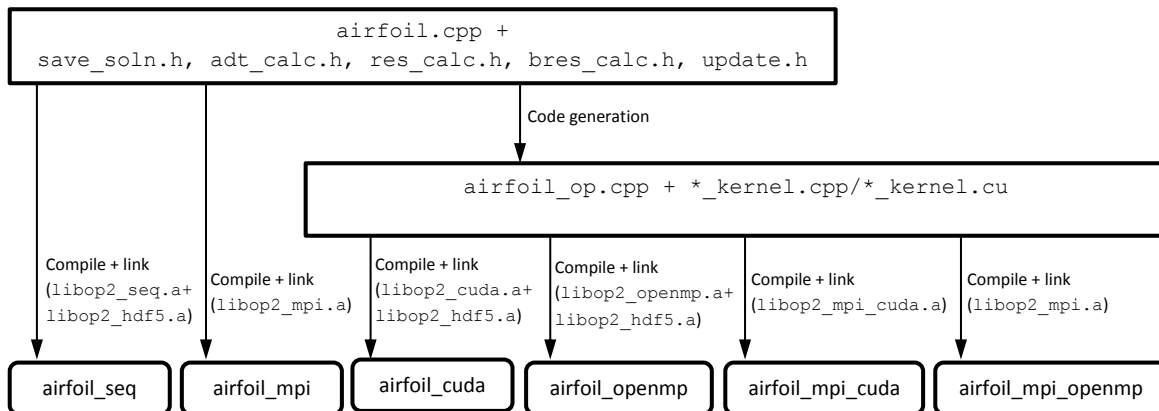 airfoil.cpp +
save_soln.h, adt_calc.h, res_calc.h, bres_calc.h, update.h
Code generation
airfoil_op.cpp + *_kernel.cpp/*_kernel.cu
Compile + link
(libop2_seq.a+
libop2_hdf5.a)
Compile + link
(libop2_mpi.a)
Compile + link
(libop2_cuda.a+
libop2_hdf5.a)
Compile + link
(libop2_openmp.a+
libop2_hdf5.a)
Compile + link
(libop2_mpi_cuda.a)
Compile + link
(libop2_mpi.a)
airfoil_seq
airfoil_mpi
airfoil_cuda
airfoil_openmp
airfoil_mpi_cuda
airfoil_mpi_openmp